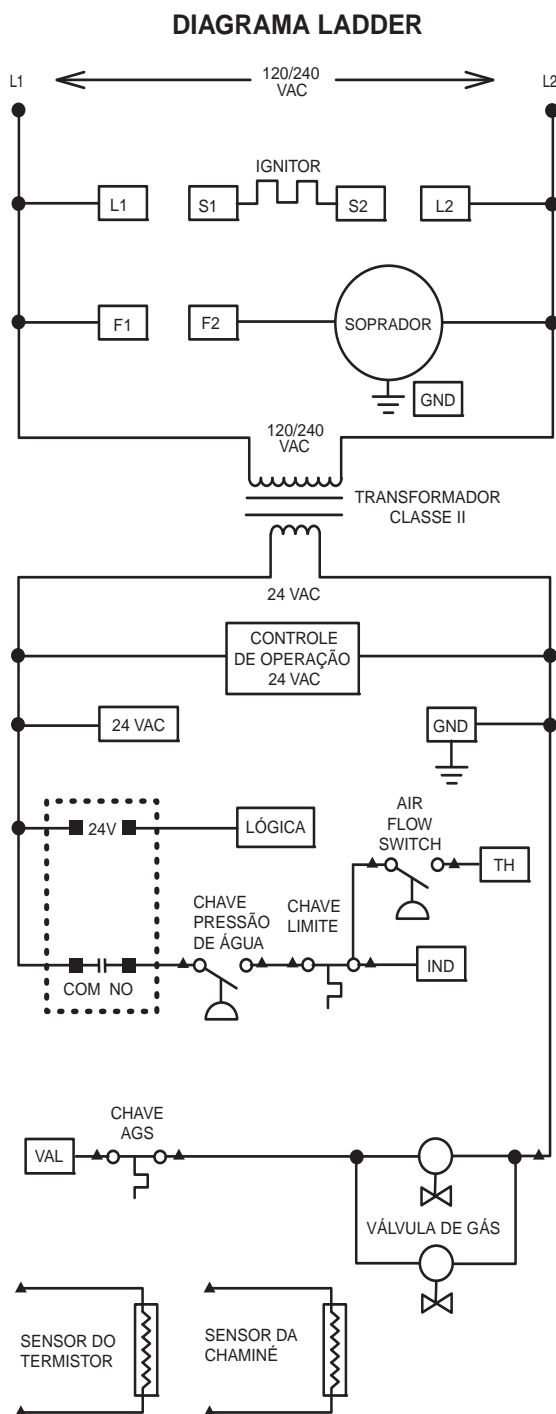 DIAGRAMA LADDER
L1
120/240
VAC
L2
IGNITOR
L1
S1
S2
L2
F1
F2
SOPRADOR
GND
120/240
VAC
TRANSFORMADOR
CLASSE II
24 VAC
CONTROLE
DE OPERAÇÃO
24 VAC
24 VAC
GND
24V
LÓGICA
AIR
FLOW
SWITCH
TH
CHAVE
PRESSÃO
DE ÁGUA
CHAVE
LIMITE
COM NO
IND
CHAVE
AGS
VAL
VÁLVULA DE GÁS
SENSOR DO
TERMISTOR
SENSOR DA
CHAMINÉ